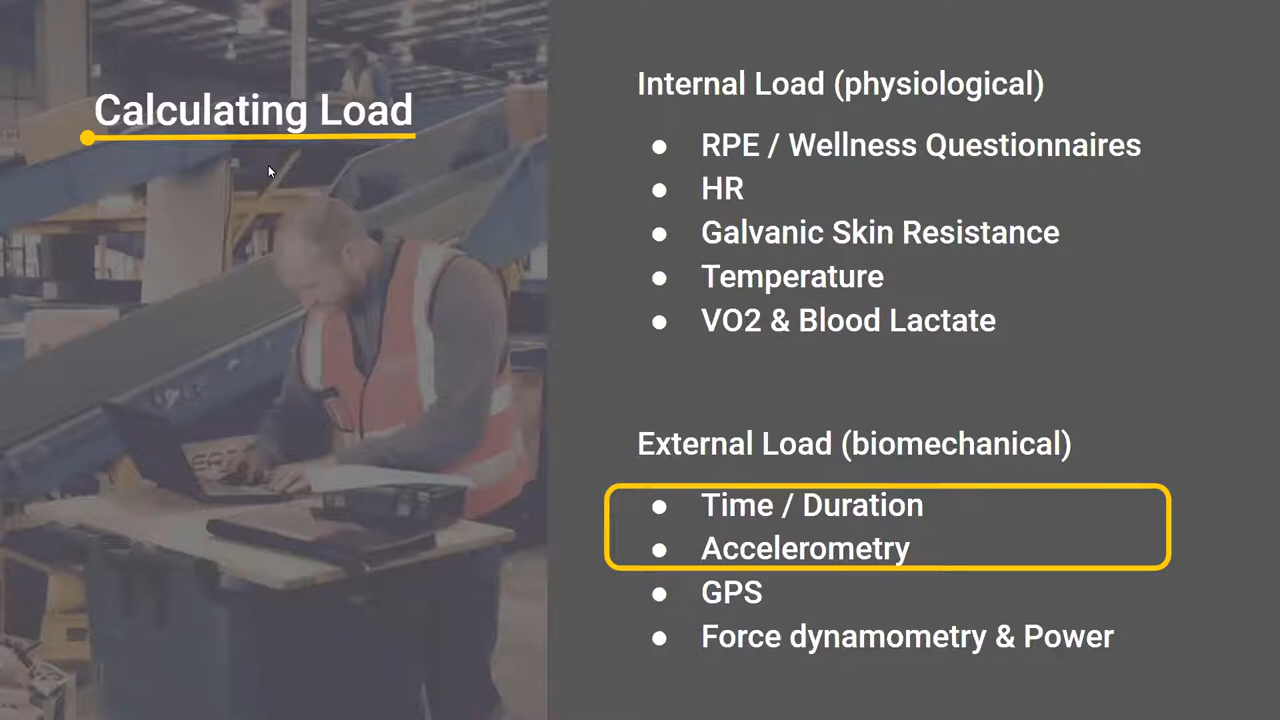 Calculating Load
Internal Load (physiological)
● RPE / Wellness Questionnaires
● HR
● Galvanic Skin Resistance
● Temperature
● VO2 & Blood Lactate
External Load (biomechanical)
● Time / Duration
● Accelerometry
● GPS
● Force dynamometry & Power